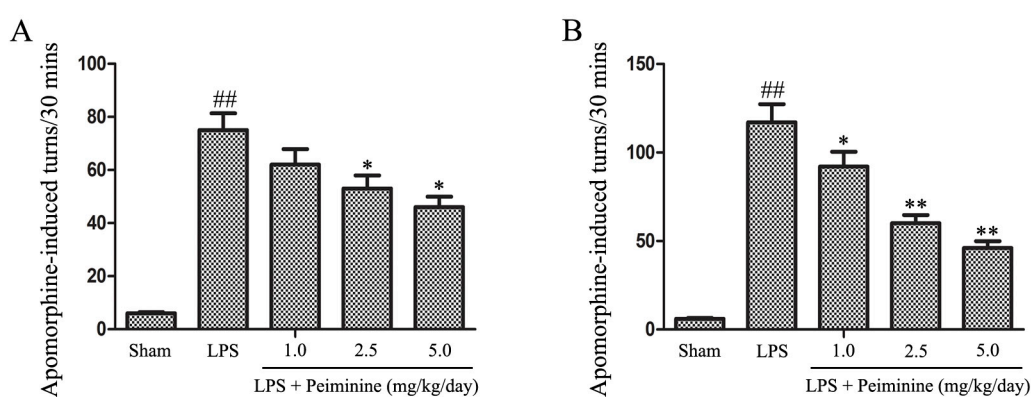 A
Apomorphine-induced turns/30 mins
100
80
60
40
20
0
##
*
*
Sham LPS 1.0 2.5 5.0
LPS + Peiminine (mg/kg/day)
B
Apomorphine-induced turns/30 mins
150
100
50
0
##
*
**
**
Sham LPS 1.0 2.5 5.0
LPS + Peiminine (mg/kg/day)